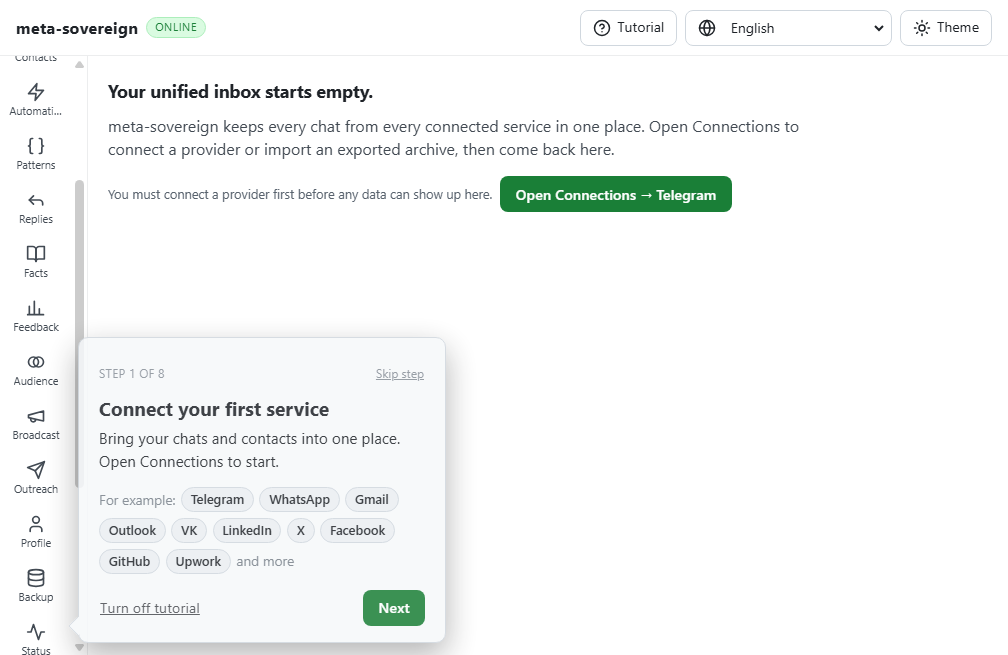 meta-sovereign ONLINE Tutorial English Theme
Contacts
Automati...
Patterns
Replies
Facts
Feedback
Audience
Broadcast
Outreach
Profile
Backup
Status
Your unified inbox starts empty.
meta-sovereign keeps every chat from every connected service in one place. Open Connections to
connect a provider or import an exported archive, then come back here.
You must connect a provider first before any data can show up here. Open Connections → Telegram
STEP 1 OF 8 Skip step
Connect your first service
Bring your chats and contacts into one place.
Open Connections to start.
For example: Telegram WhatsApp Gmail
Outlook VK LinkedIn X Facebook
GitHub Upwork and more
Turn off tutorial Next